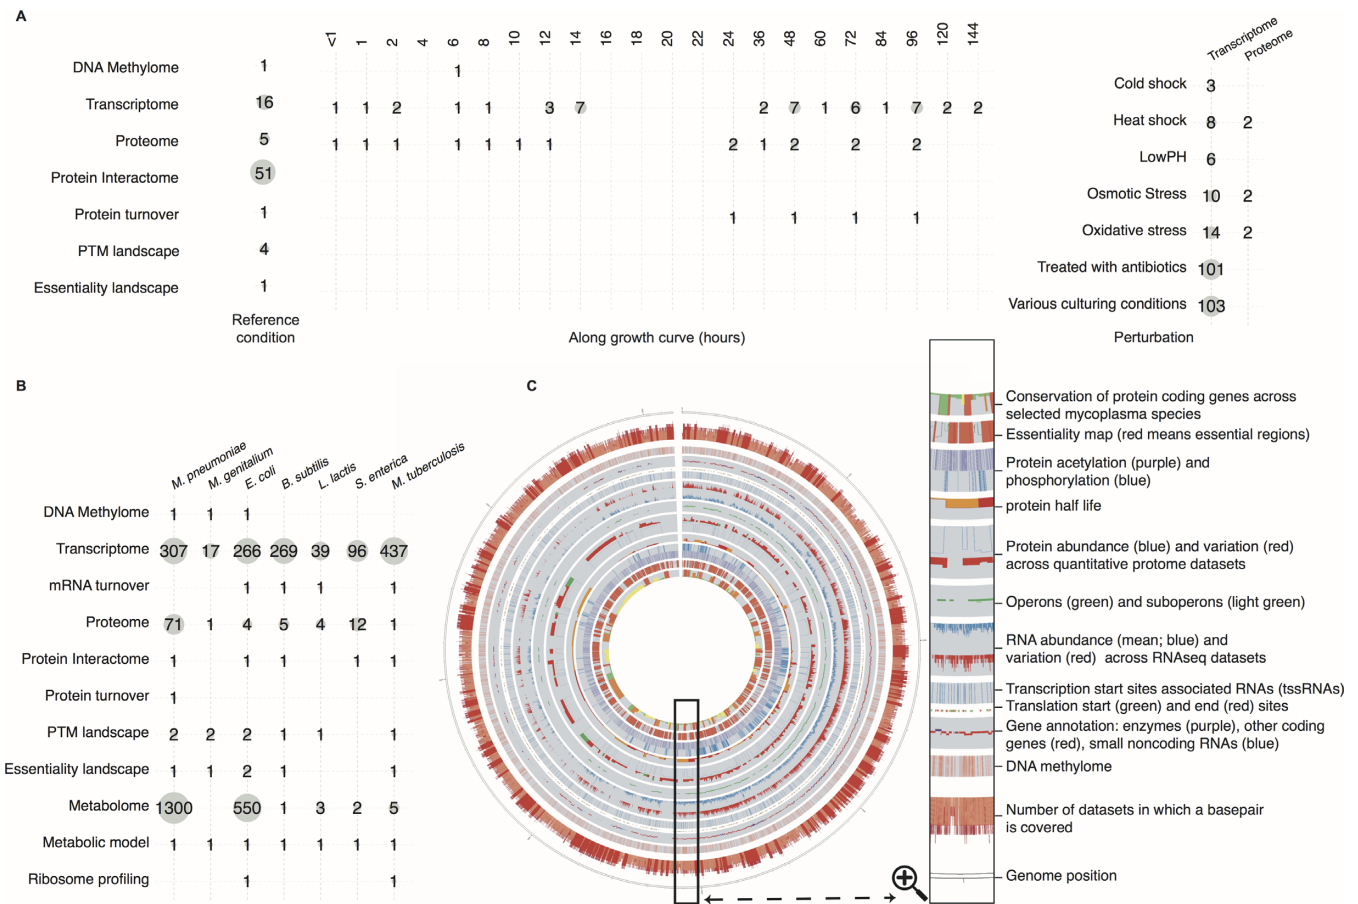 A
<1 1 2 4 6 8 10 12 14 16 18 20 22 24 36 48 60 72 84 96 120 144
DNA Methylome 1 1
Transcriptome 16 1 1 2 1 1 3 7 2 7 1 6 1 7 2 2
Proteome 5 1 1 1 1 1 1 1 2 1 2 2 2
Protein Interactome 51
Protein turnover 1 1 1 1 1
PTM landscape 4
Essentiality landscape 1
Reference
condition
Along growth curve (hours)
Transcriptome
Proteome
Cold shock 3
Heat shock 8 2
LowPH 6
Osmotic Stress 10 2
Oxidative stress 14 2
Treated with antibiotics 101
Various culturing conditions 103
Perturbation
B
M. pneumoniae
M. genitalium
E. coli
B. subtilis
L. lactis
S. enterica
M. tuberculosis
DNA Methylome 1 1 1
Transcriptome 307 17 266 269 39 96 437
mRNA turnover 1 1 1 1
Proteome 71 1 4 5 4 12 1
Protein Interactome 1 1 1 1 1
Protein turnover 1
PTM landscape 2 2 2 1 1 1
Essentiality landscape 1 1 2 1 1
Metabolome 1300 550 1 3 2 5
Metabolic model 1 1 1 1 1 1 1
Ribosome profiling 1 1
C
Conservation of protein coding genes across
selected mycoplasma species
Essentiality map (red means essential regions)
Protein acetylation (purple) and
phosphorylation (blue)
protein half life
Protein abundance (blue) and variation (red)
across quantitative protome datasets
Operons (green) and suboperons (light green)
RNA abundance (mean; blue) and
variation (red) across RNAseq datasets
Transcription start sites associated RNAs (tssRNAs)
Translation start (green) and end (red) sites
Gene annotation: enzymes (purple), other coding
genes (red), small noncoding RNAs (blue)
DNA methylome
Number of datasets in which a basepair
is covered
Genome position